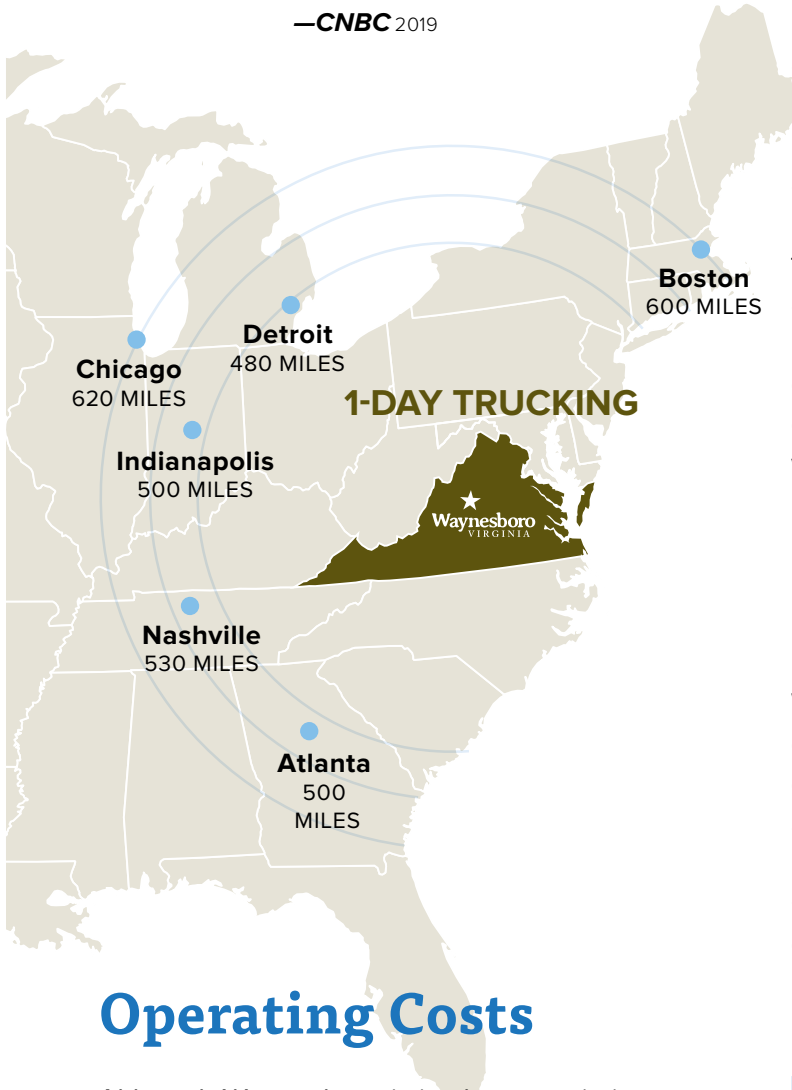 —CNBC 2019
Boston
600 MILES
Detroit
480 MILES
Chicago
620 MILES
1-DAY TRUCKING
Indianapolis
500 MILES
Waynesboro
VIRGINIA
Nashville
530 MILES
Atlanta
500
MILES
Operating Costs